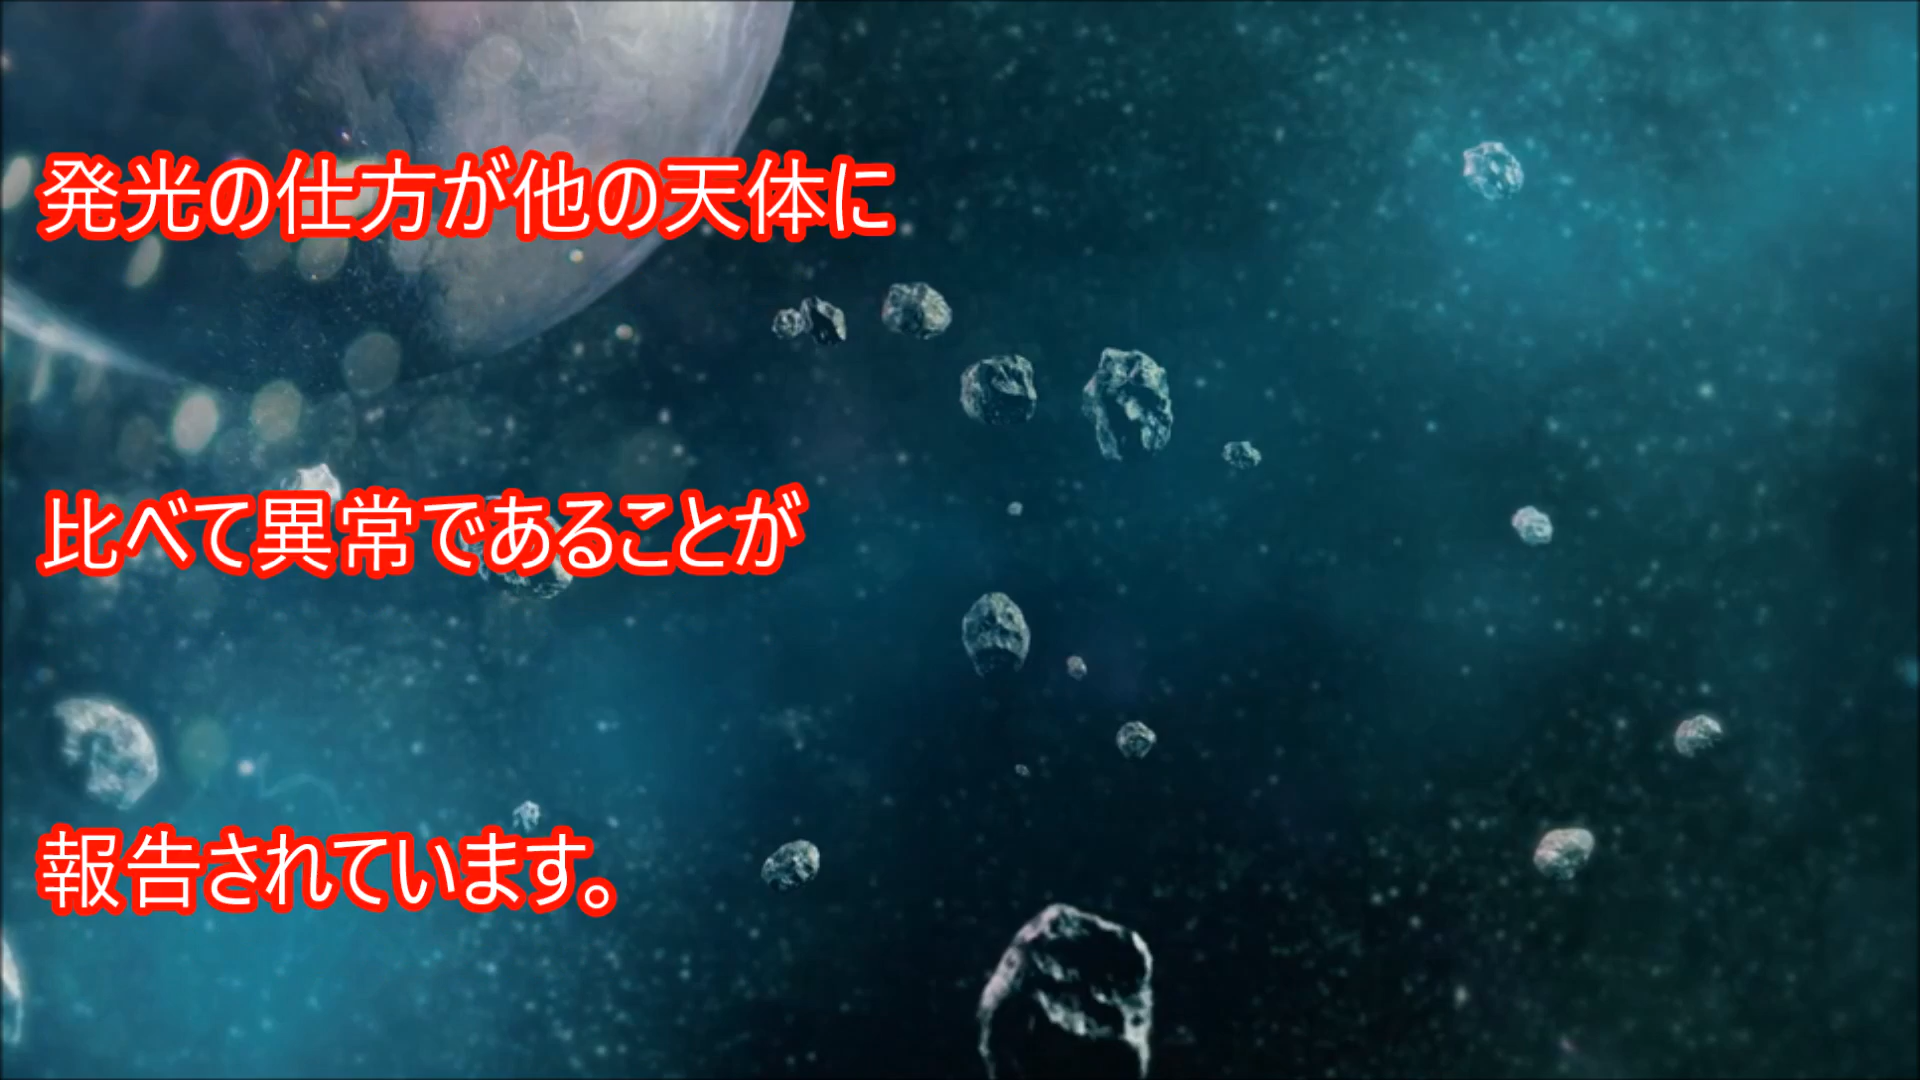 発光の仕方が他の天体に
比べて異常であることが
報告されています。